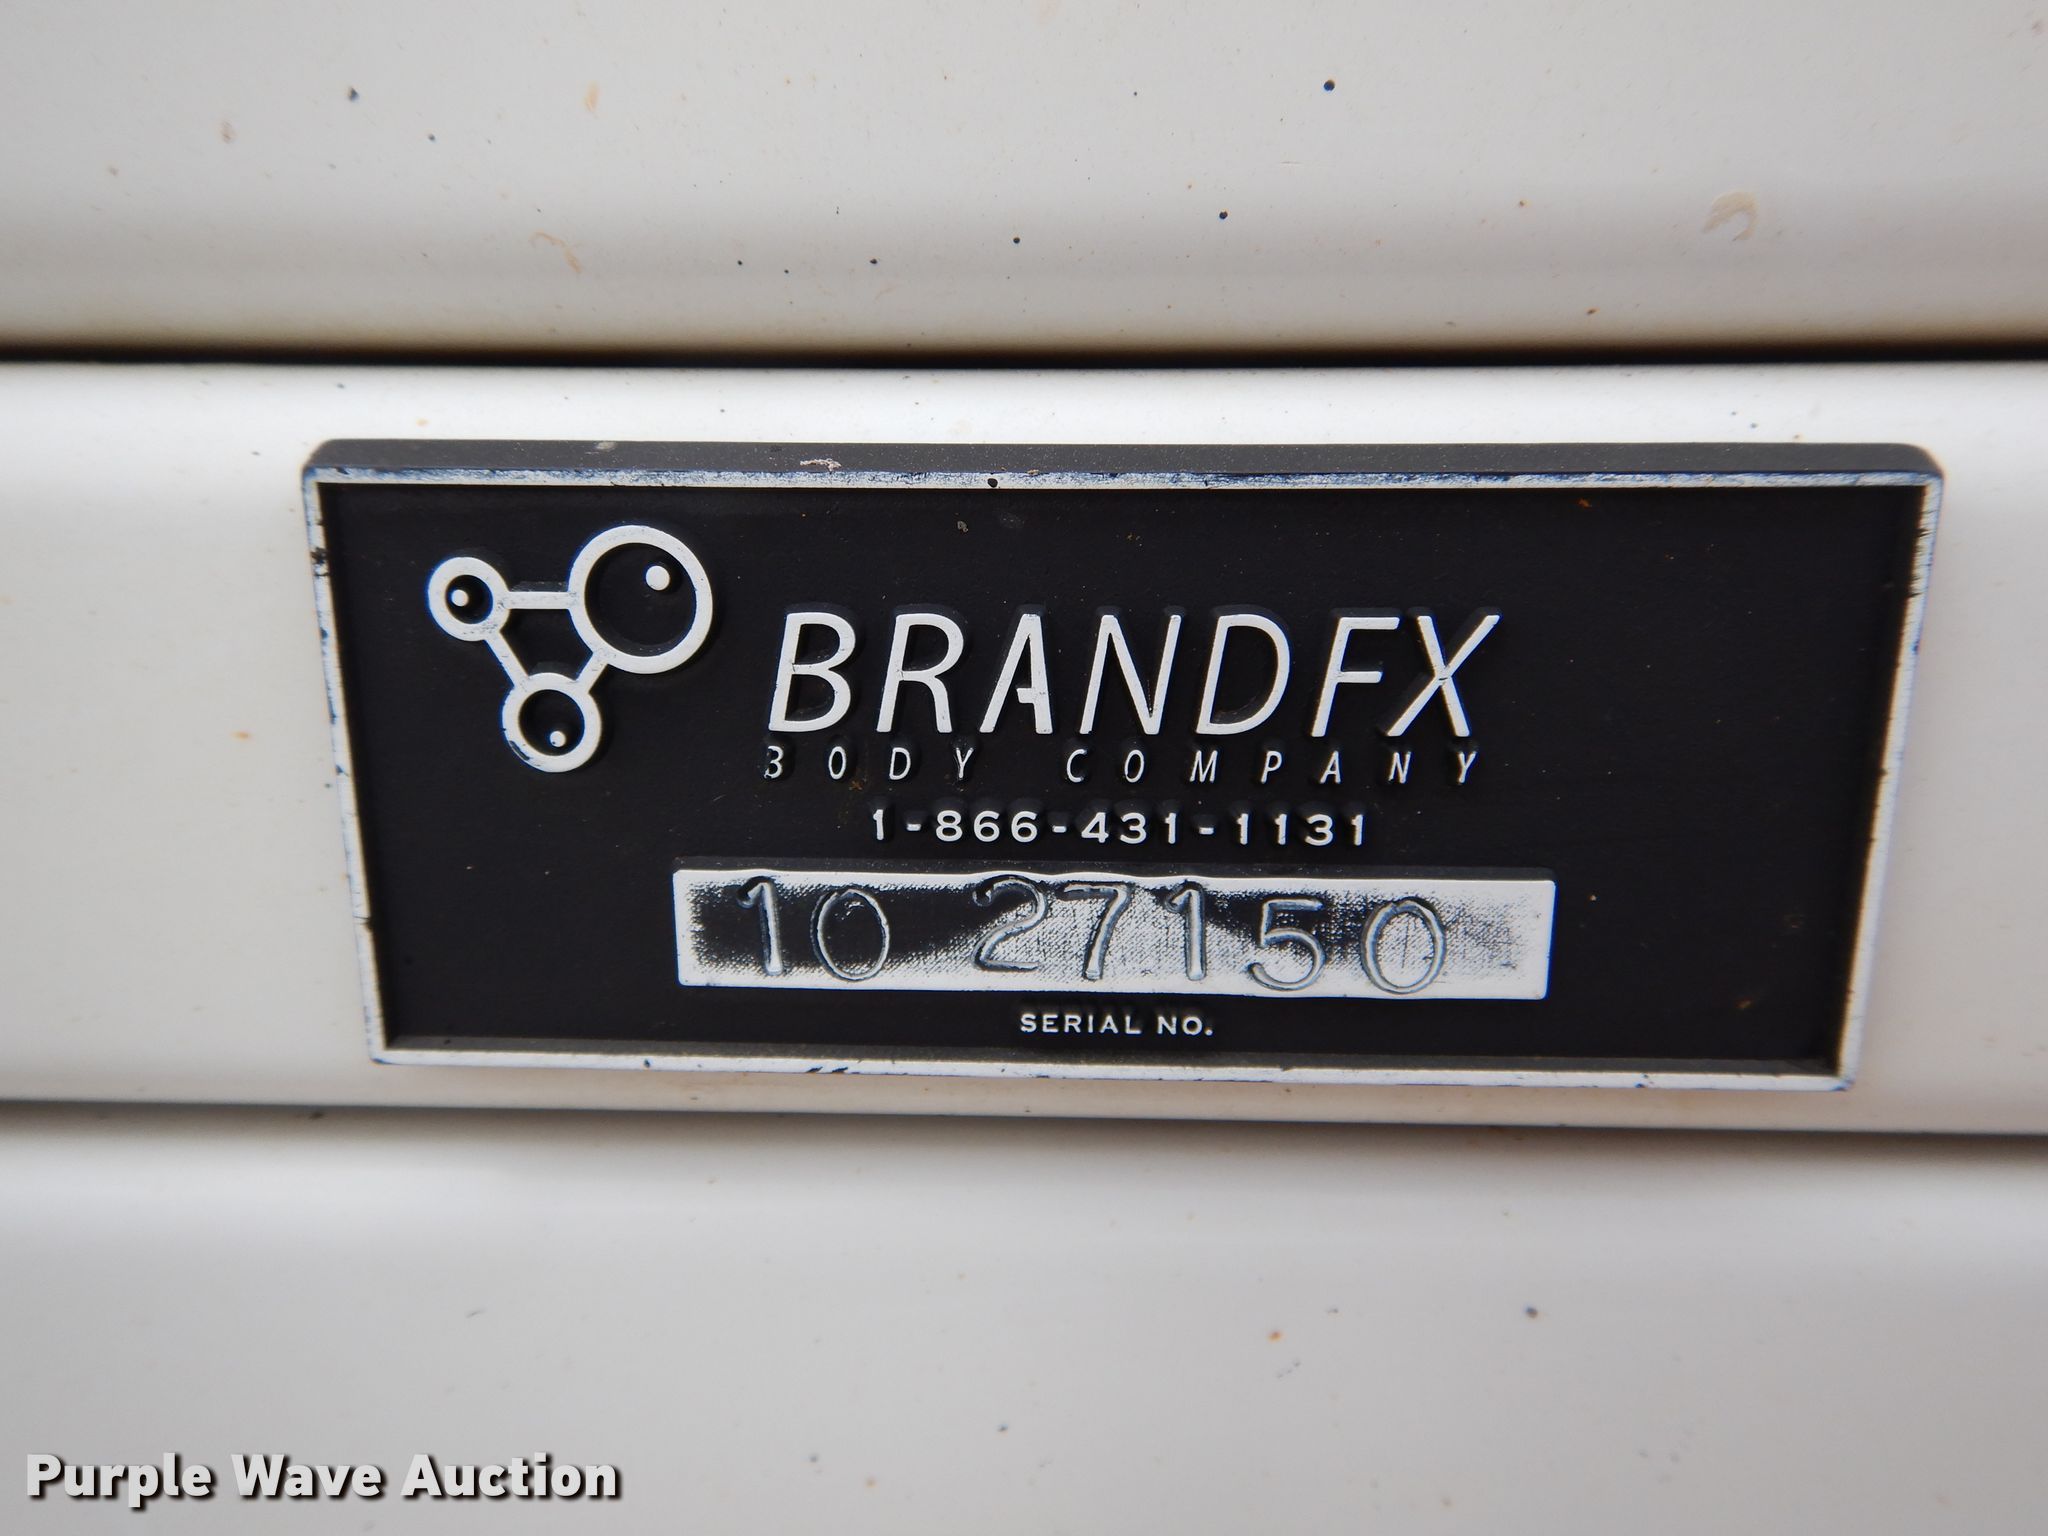 BRANDFX
BODY COMPANY
1-866-431-1131
10 27150
SERIAL NO.
Purple Wave Auction